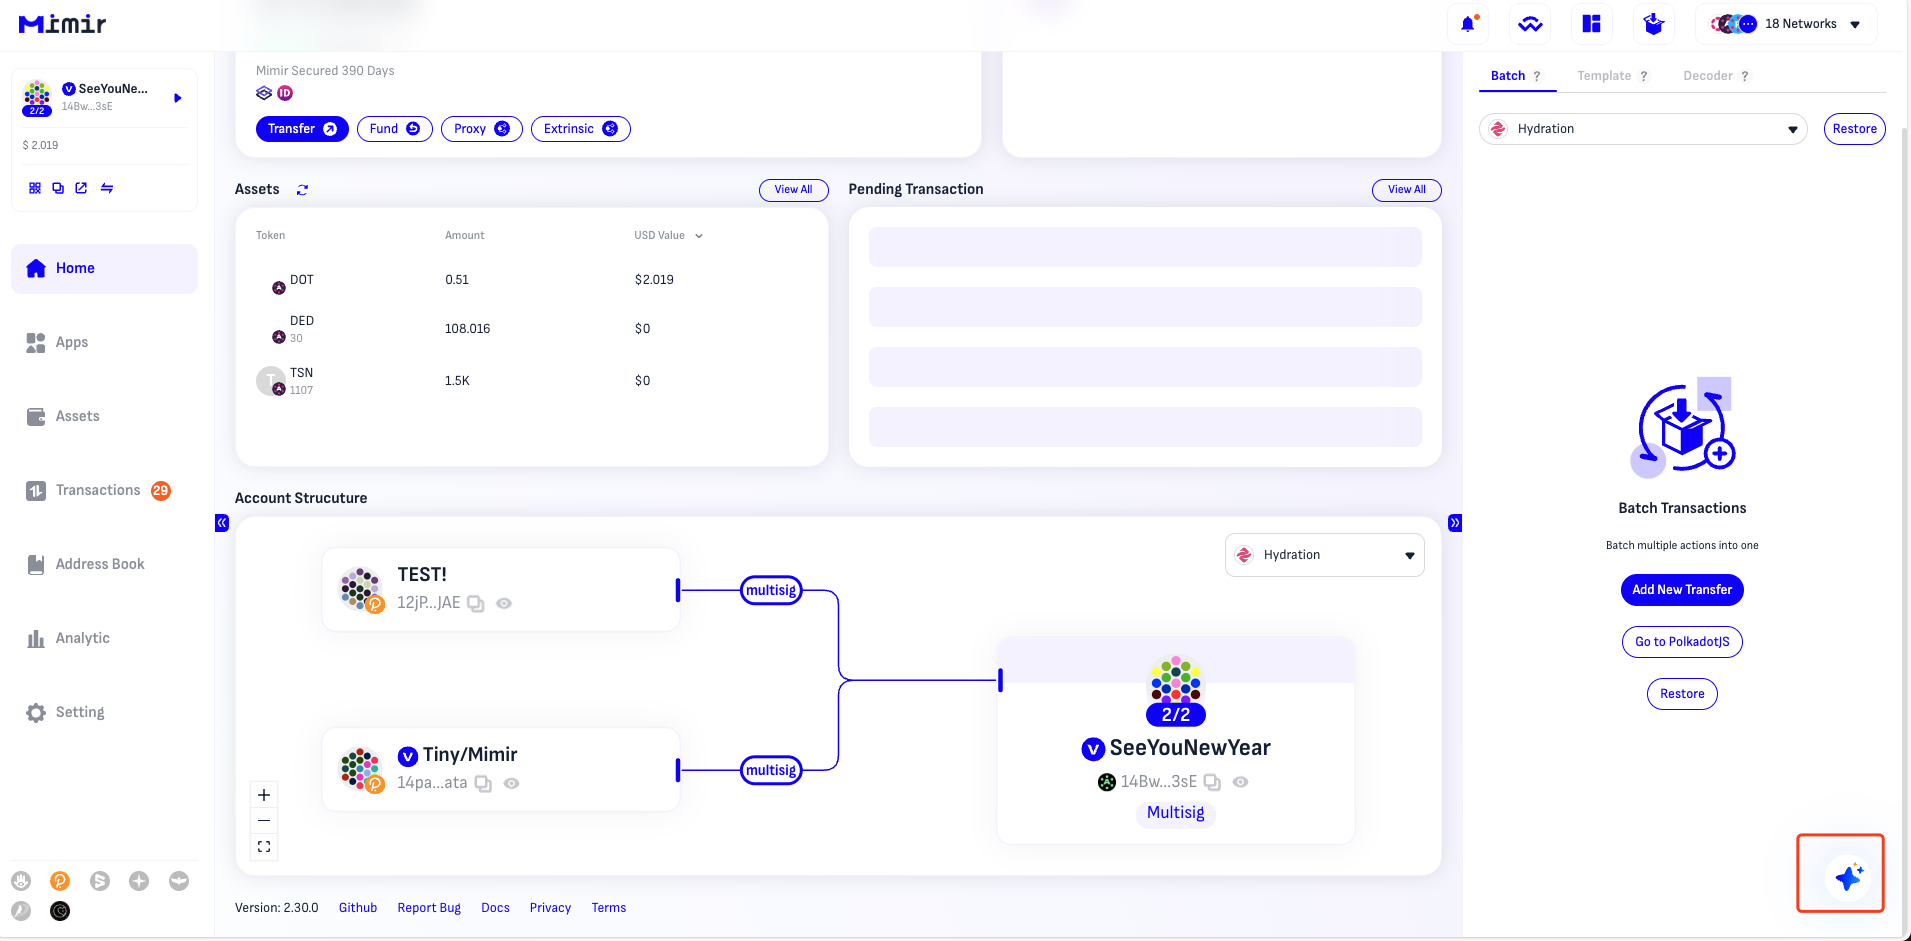 Mimir
18 Networks
SeeYouNe...
14Bw...3sE
2/2
$ 2.019
Home
Apps
Assets
Transactions 29
Address Book
Analytic
Setting
Mimir Secured 390 Days
ID
Transfer
Fund
Proxy
Extrinsic
Assets
View All
Token Amount USD Value
DOT 0.51 $2.019
DED
30
108.016 $0
T
TSN
1107
1.5K $0
Pending Transaction
View All
Account Strucuture
Hydration
TEST!
12jP...JAE
multisig
Tiny/Mimir
14pa...ata
multisig
2/2
SeeYouNewYear
14Bw...3sE
Multisig
Version: 2.30.0 Github Report Bug Docs Privacy Terms
Batch ? Template ? Decoder ?
Hydration
Restore
Batch Transactions
Batch multiple actions into one
Add New Transfer
Go to PolkadotJS
Restore